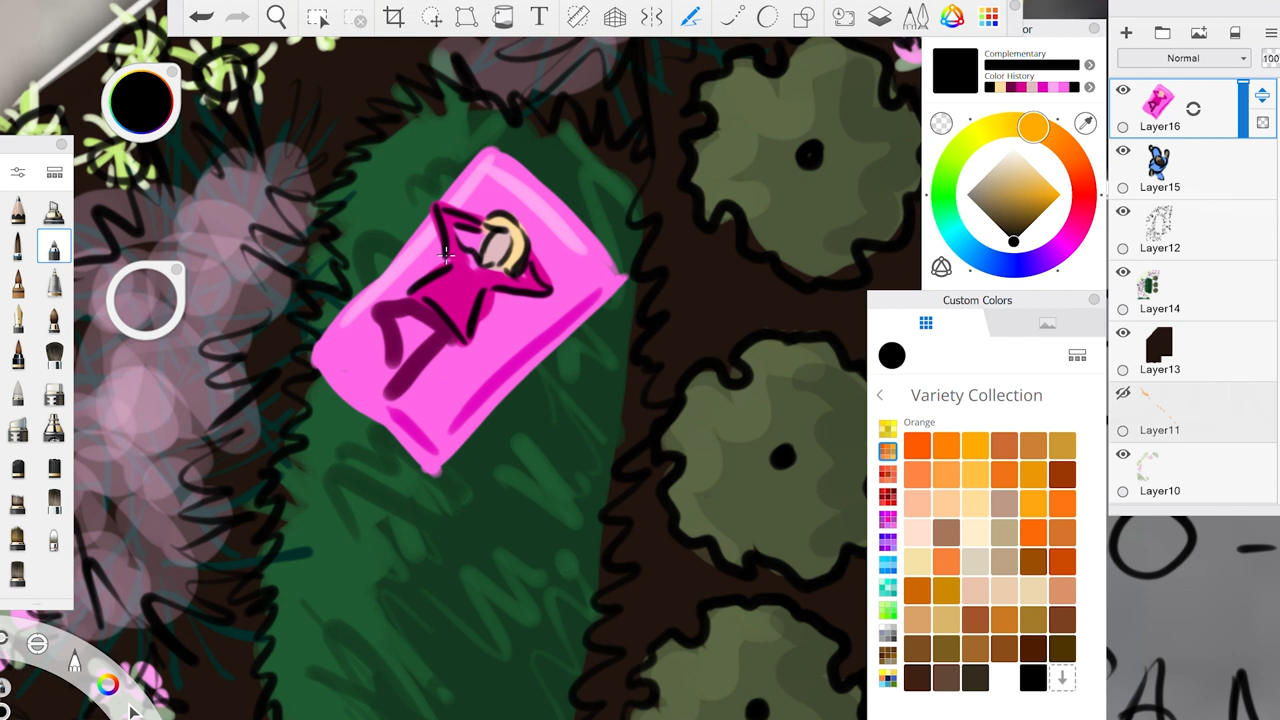 or
Complementary
Color History
Normal
100
Layer16
Layer15
Layer12
Layer14
Layer13
Layer11
Layer10
Custom Colors
Variety Collection
Orange